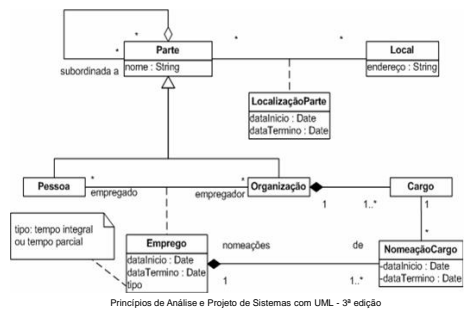 *
*
*
*
Parte
Local
subordinada a
nome : String
endereço : String
LocalizaçãoParte
dataInicio : Date
dataTermino : Date
*
*
Pessoa
Organização
Cargo
empregado
empregador
1
1..*
1
tipo: tempo integral
ou tempo parcial
*
Emprego
nomeações
de
NomeaçãoCargo
dataInicio : Date
-dataInicio : Date
dataTermino : Date
-dataTermino : Date
tipo
1
1..*
Princípios de Análise e Projeto de Sistemas com UML - 3ª edição